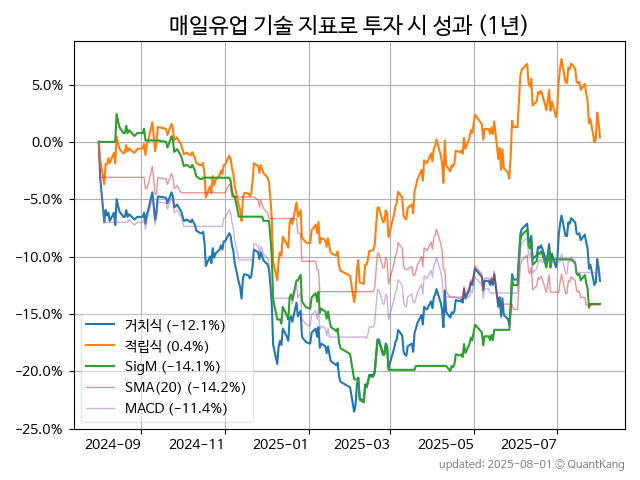 매일유업 기술 지표로 투자 시 성과 (1년)
5.0%
0.0%
−5.0%
−10.0%
−15.0%
−20.0%
−25.0%
거치식 (−12.1%)
적립식 (0.4%)
SigM (−14.1%)
SMA(20) (−14.2%)
MACD (−11.4%)
2024-09 2024-11 2025-01 2025-03 2025-05 2025-07
updated: 2025-08-01 © QuantKang